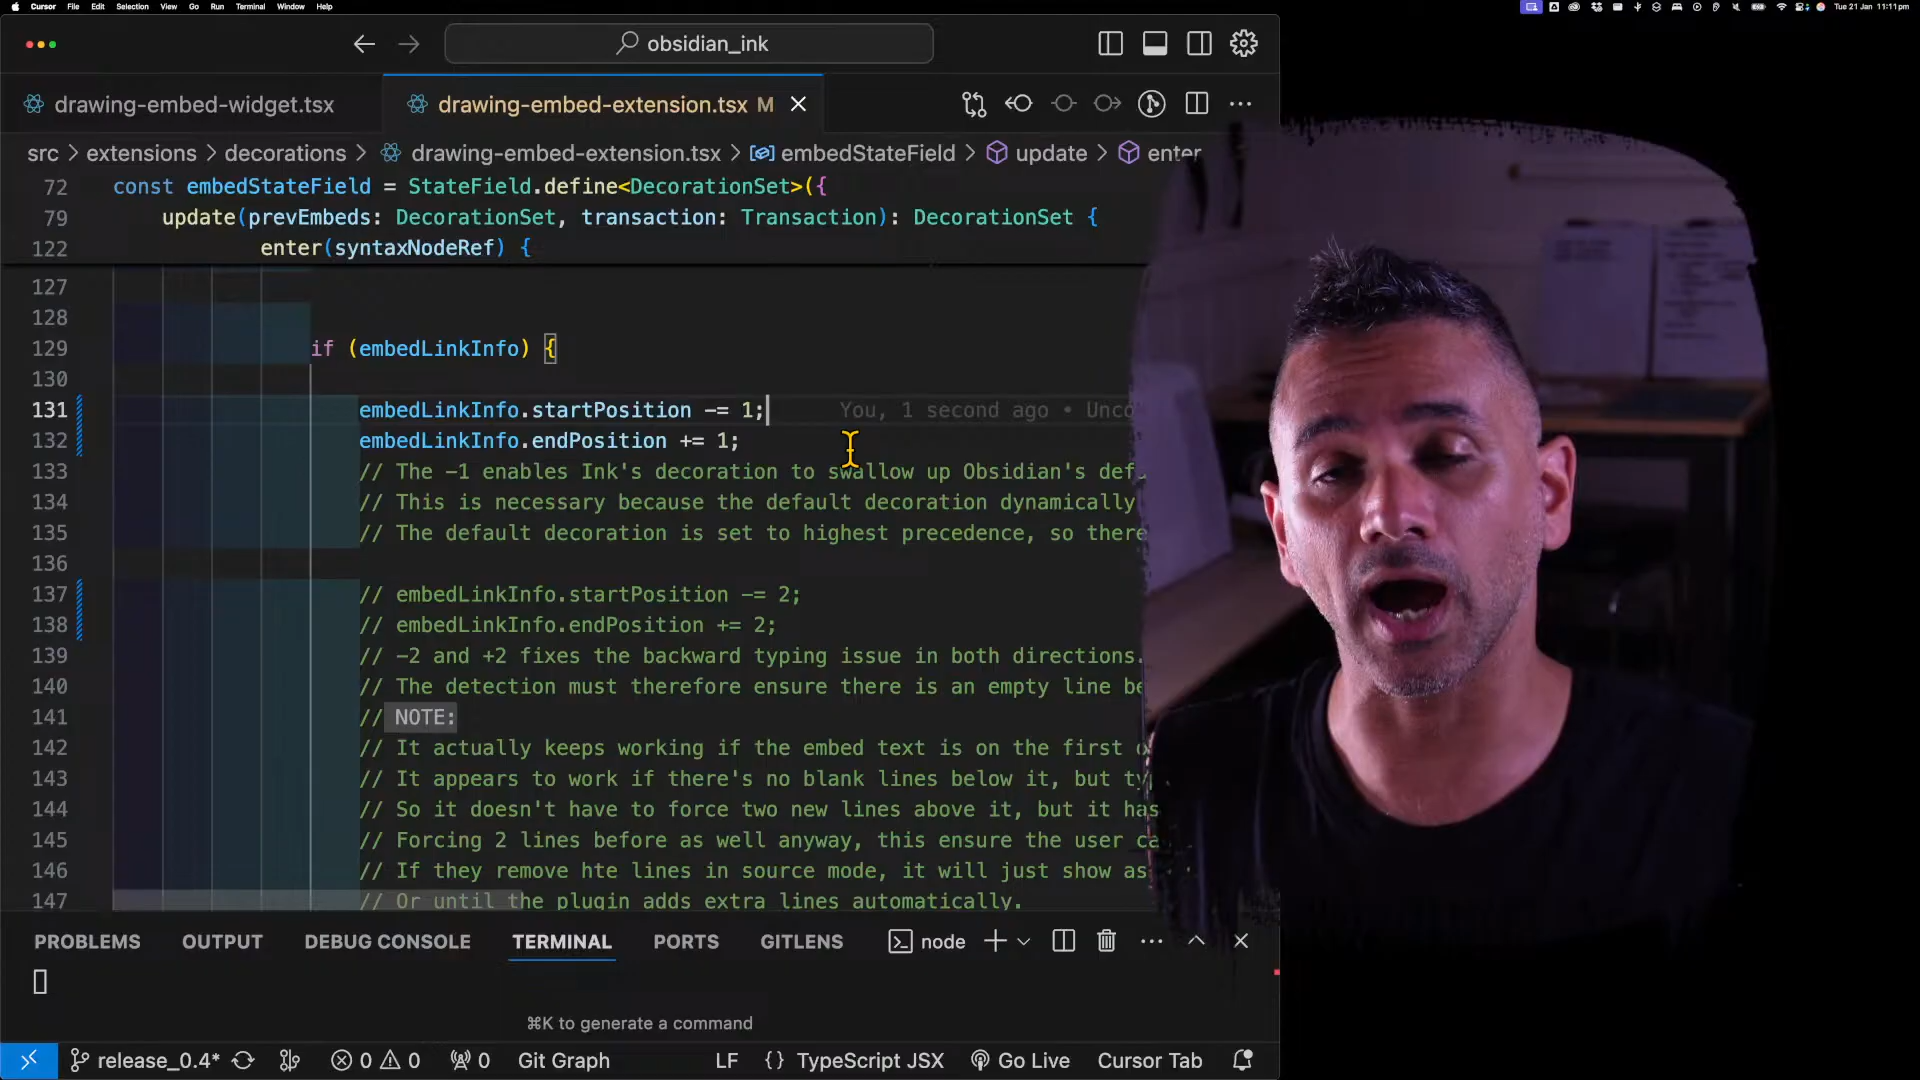 Cursor File Edit Selection View Go Run Terminal Window Help
Tue 21 Jan 11:11pm
obsidian_ink
drawing-embed-widget.tsx
drawing-embed-extension.tsx M
src > extensions > decorations > drawing-embed-extension.tsx > embedStateField > update > enter
72 const embedStateField = StateField.define<DecorationSet>({
79 update(prevEmbeds: DecorationSet, transaction: Transaction): DecorationSet {
122 enter(syntaxNodeRef) {
127
128
129 if (embedLinkInfo) {
130
131 embedLinkInfo.startPosition -= 1; You, 1 second ago • Unco
132 embedLinkInfo.endPosition += 1;
133 // The -1 enables Ink's decoration to swallow up Obsidian's def
134 // This is necessary because the default decoration dynamically
135 // The default decoration is set to highest precedence, so there
136
137 // embedLinkInfo.startPosition -= 2;
138 // embedLinkInfo.endPosition += 2;
139 // -2 and +2 fixes the backward typing issue in both directions.
140 // The detection must therefore ensure there is an empty line be
141 // NOTE:
142 // It actually keeps working if the embed text is on the first o
143 // It appears to work if there's no blank lines below it, but ty
144 // So it doesn't have to force two new lines above it, but it has
145 // Forcing 2 lines before as well anyway, this ensure the user ca
146 // If they remove hte lines in source mode, it will just show as
147 // Or until the plugin adds extra lines automatically.
PROBLEMS OUTPUT DEBUG CONSOLE TERMINAL PORTS GITLENS node
⌘K to generate a command
release_0.4* 0 0 0 Git Graph LF {} TypeScript JSX Go Live Cursor Tab